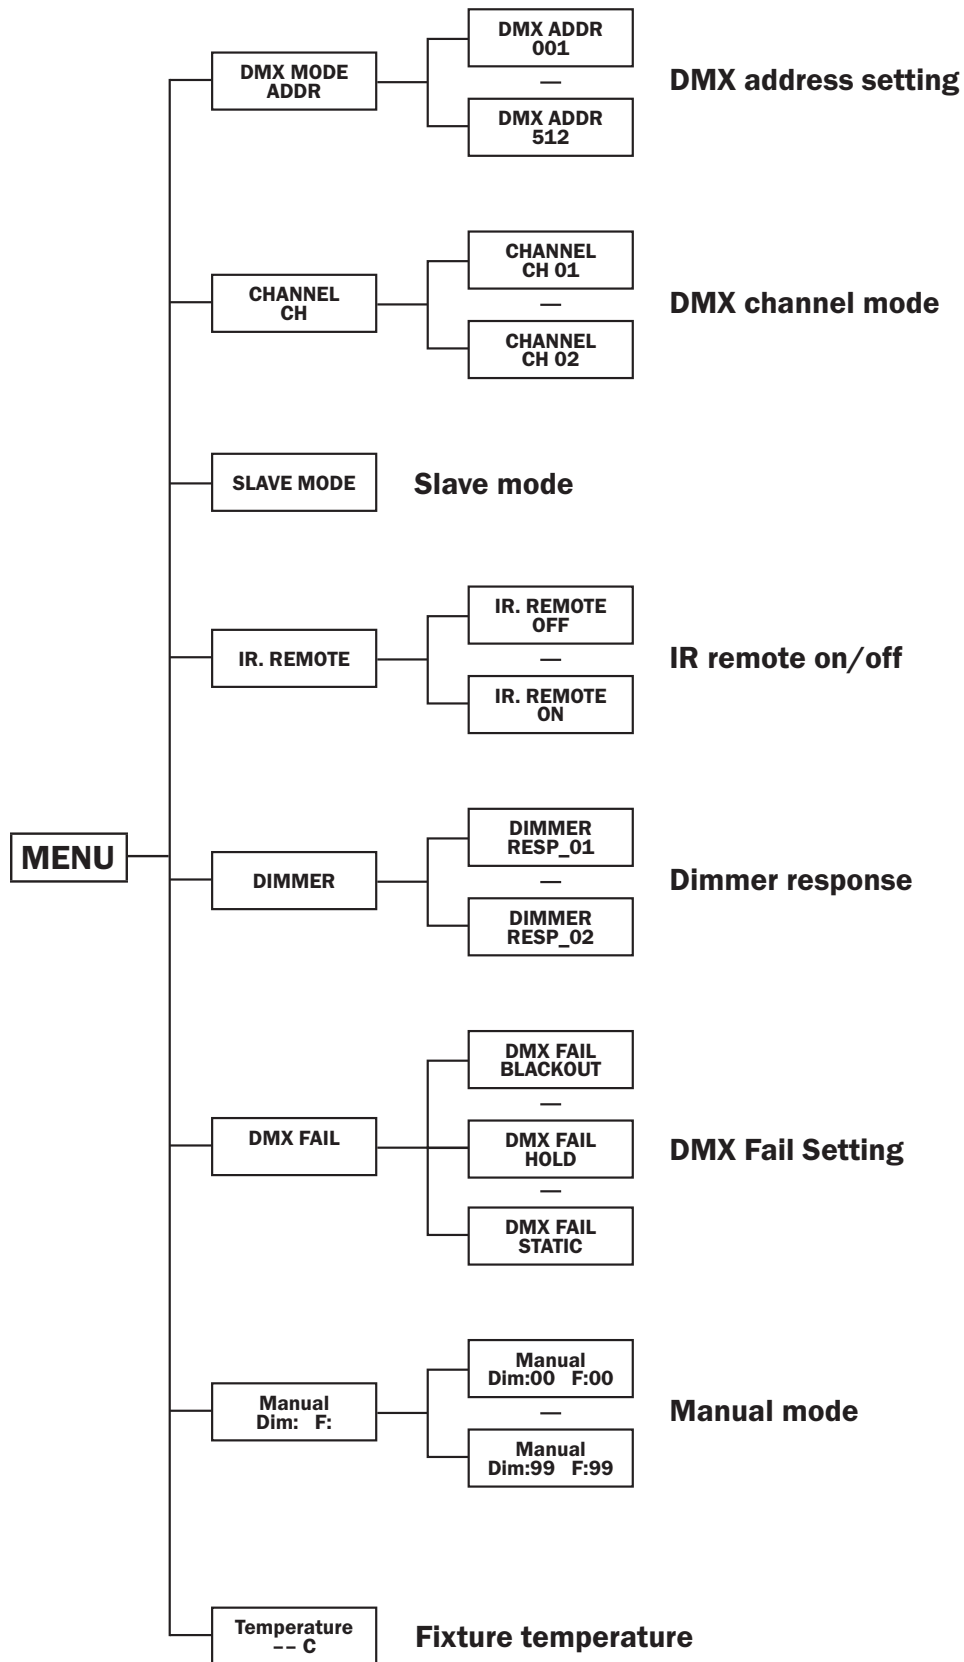 DMX ADDR
001
—
DMX MODE
ADDR
DMX address setting
DMX ADDR
512
CHANNEL
CH 01
—
CHANNEL
CH
DMX channel mode
CHANNEL
CH 02
SLAVE MODE
Slave mode
IR. REMOTE
OFF
—
IR. REMOTE
IR remote on/off
IR. REMOTE
ON
MENU
DIMMER
RESP_01
—
DIMMER
Dimmer response
DIMMER
RESP_02
DMX FAIL
BLACKOUT
—
DMX FAIL
DMX FAIL
HOLD
DMX Fail Setting
—
DMX FAIL
STATIC
Manual
Dim:00 F:00
—
Manual
Dim: F:
Manual mode
Manual
Dim:99 F:99
Temperature
–– C
Fixture temperature